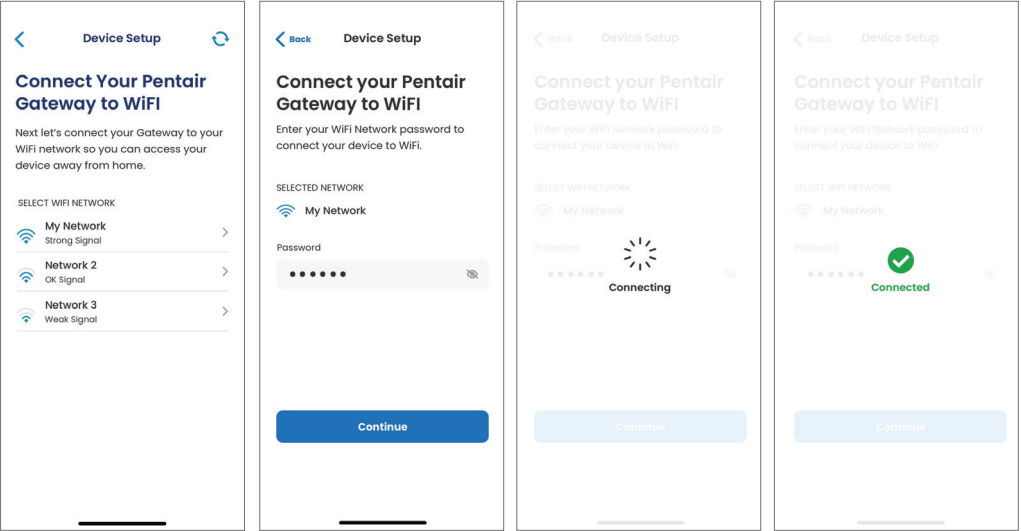 Device Setup
Connect Your Pentair
Gateway to WiFI
Next let's connect your Gateway to your
WiFi network so you can access your
device away from home.
SELECT WIFI NETWORK
My Network
Strong Signal
Network 2
OK Signal
Network 3
Weak Signal
Back
Device Setup
Connect your Pentair
Gateway to WiFI
Enter your WiFi Network password to
connect your device to WiFi.
SELECTED NETWORK
My Network
Password
Continue
Back
Device Setup
Connect your Pentair
Gateway to WiFI
Enter your WiFi Network password to
connect your device to WiFi.
SELECT WIFI NETWORK
My Network
Password
Connecting
Continue
Back
Device Setup
Connect your Pentair
Gateway to WiFI
Enter your WiFi Network password to
connect your device to WiFi.
SELECT WIFI NETWORK
My Network
Password
Connected
Continue